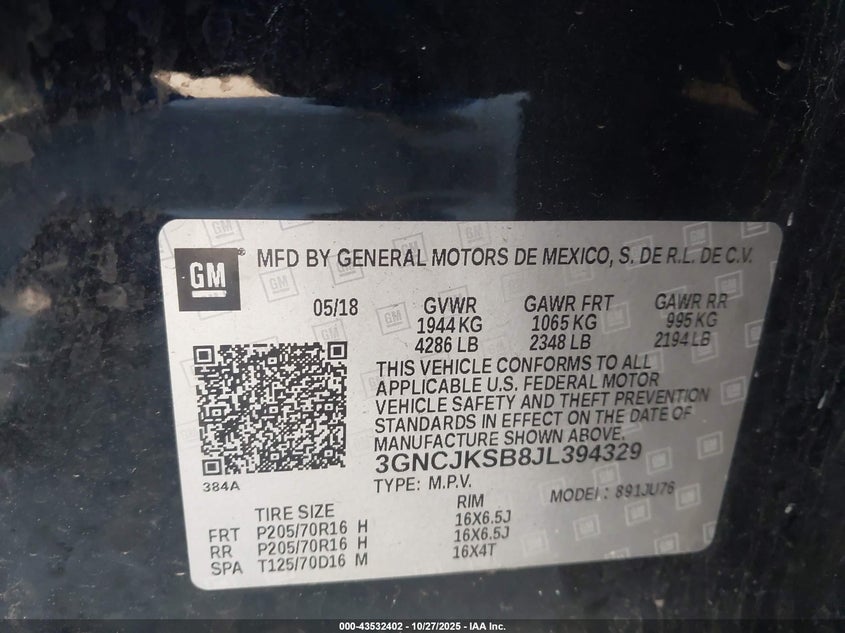 GM
MFD BY GENERAL MOTORS DE MEXICO, S. DE R.L. DE C.V.
05/18 GVWR GAWR FRT GAWR RR
1944 KG 1065 KG 995 KG
4286 LB 2348 LB 2194 LB
THIS VEHICLE CONFORMS TO ALL
APPLICABLE U.S. FEDERAL MOTOR
VEHICLE SAFETY AND THEFT PREVENTION
STANDARDS IN EFFECT ON THE DATE OF
MANUFACTURE SHOWN ABOVE.
3GNCJKSB8JL394329
384A
TYPE: M.P.V. MODEL: 891JU76
TIRE SIZE RIM
FRT P205/70R16 H 16X6.5J
RR P205/70R16 H 16X6.5J
SPA T125/70D16 M 16X4T
000-43532402 - 10/27/2025 - IAA Inc.